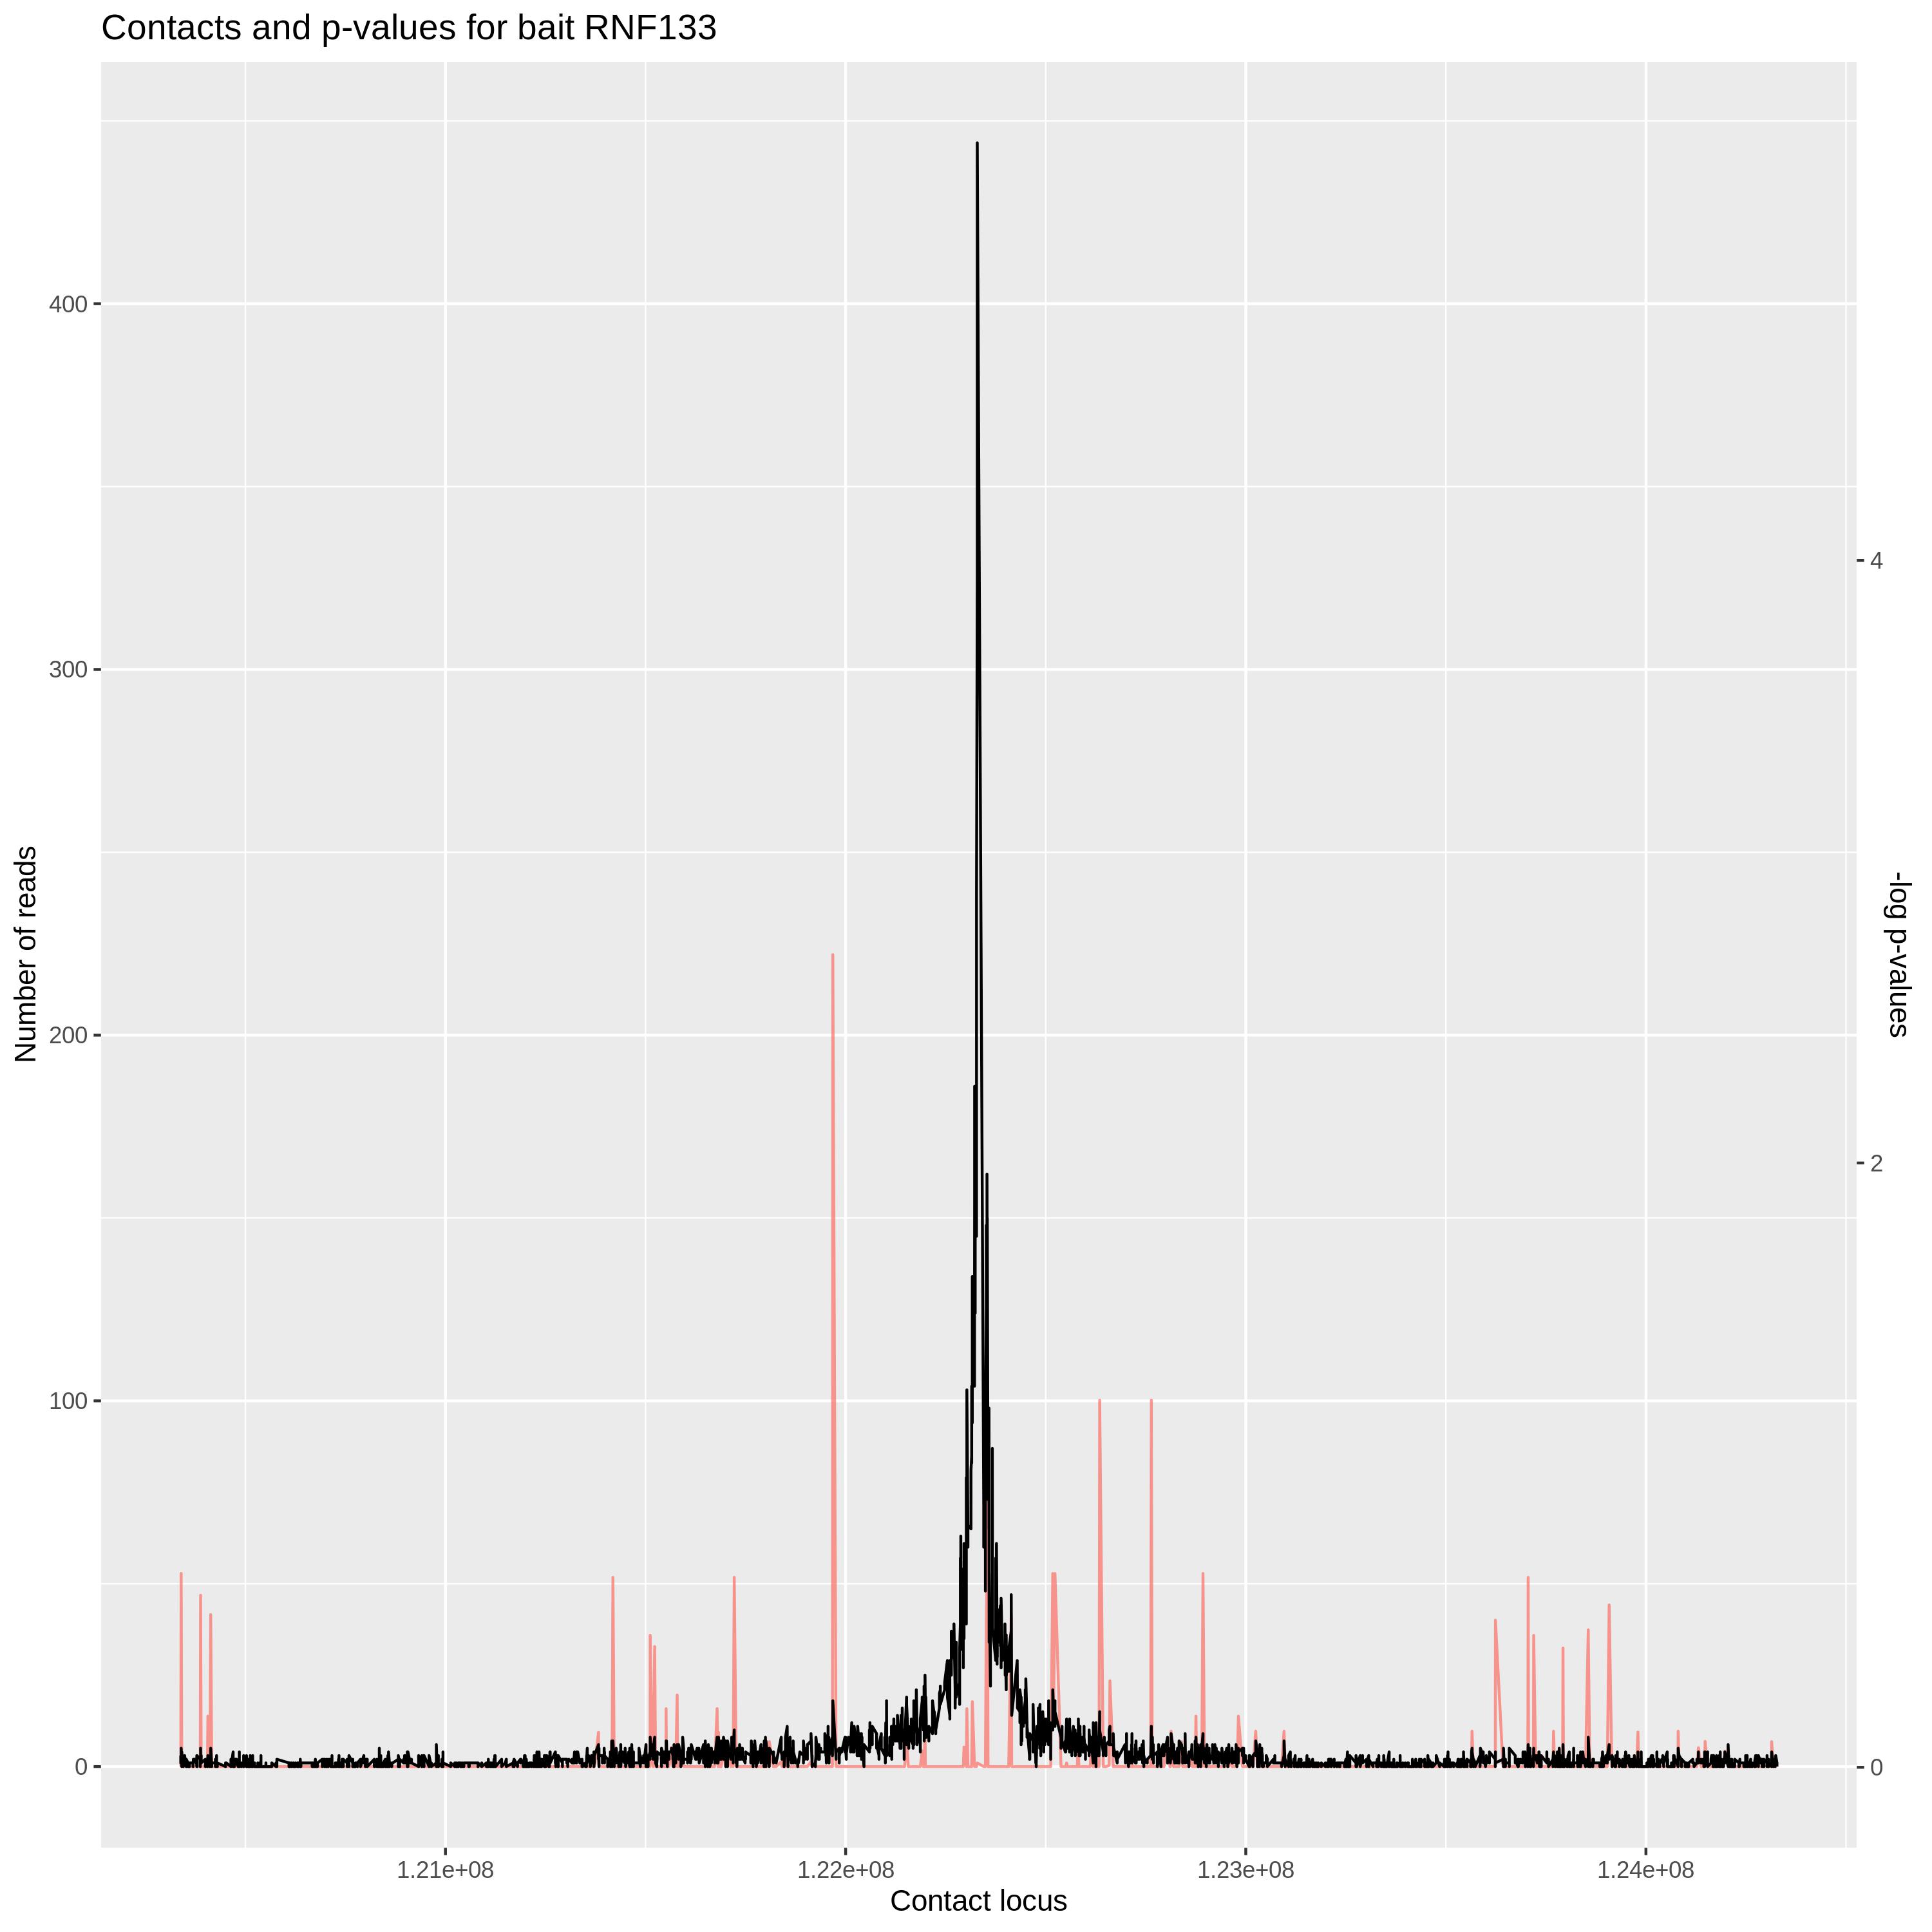 Contacts and p-values for bait RNF133
400
300
200
100
0
Number of reads
4
2
0
-log p-values
1.21e+08
1.22e+08
1.23e+08
1.24e+08
Contact locus